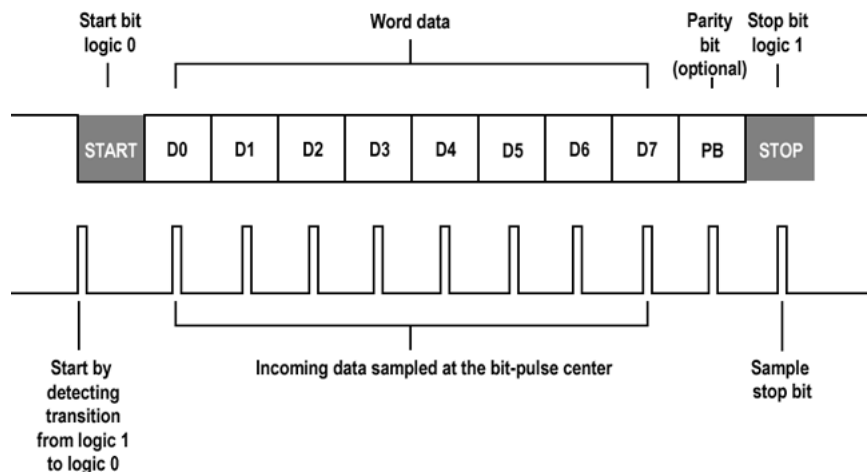 Start bit
logic 0
Word data
Parity
bit
(optional)
Stop bit
logic 1
START
D0
D1
D2
D3
D4
D5
D6
D7
PB
STOP
Start by
detecting
transition
from logic 1
to logic 0
Incoming data sampled at the bit-pulse center
Sample
stop bit